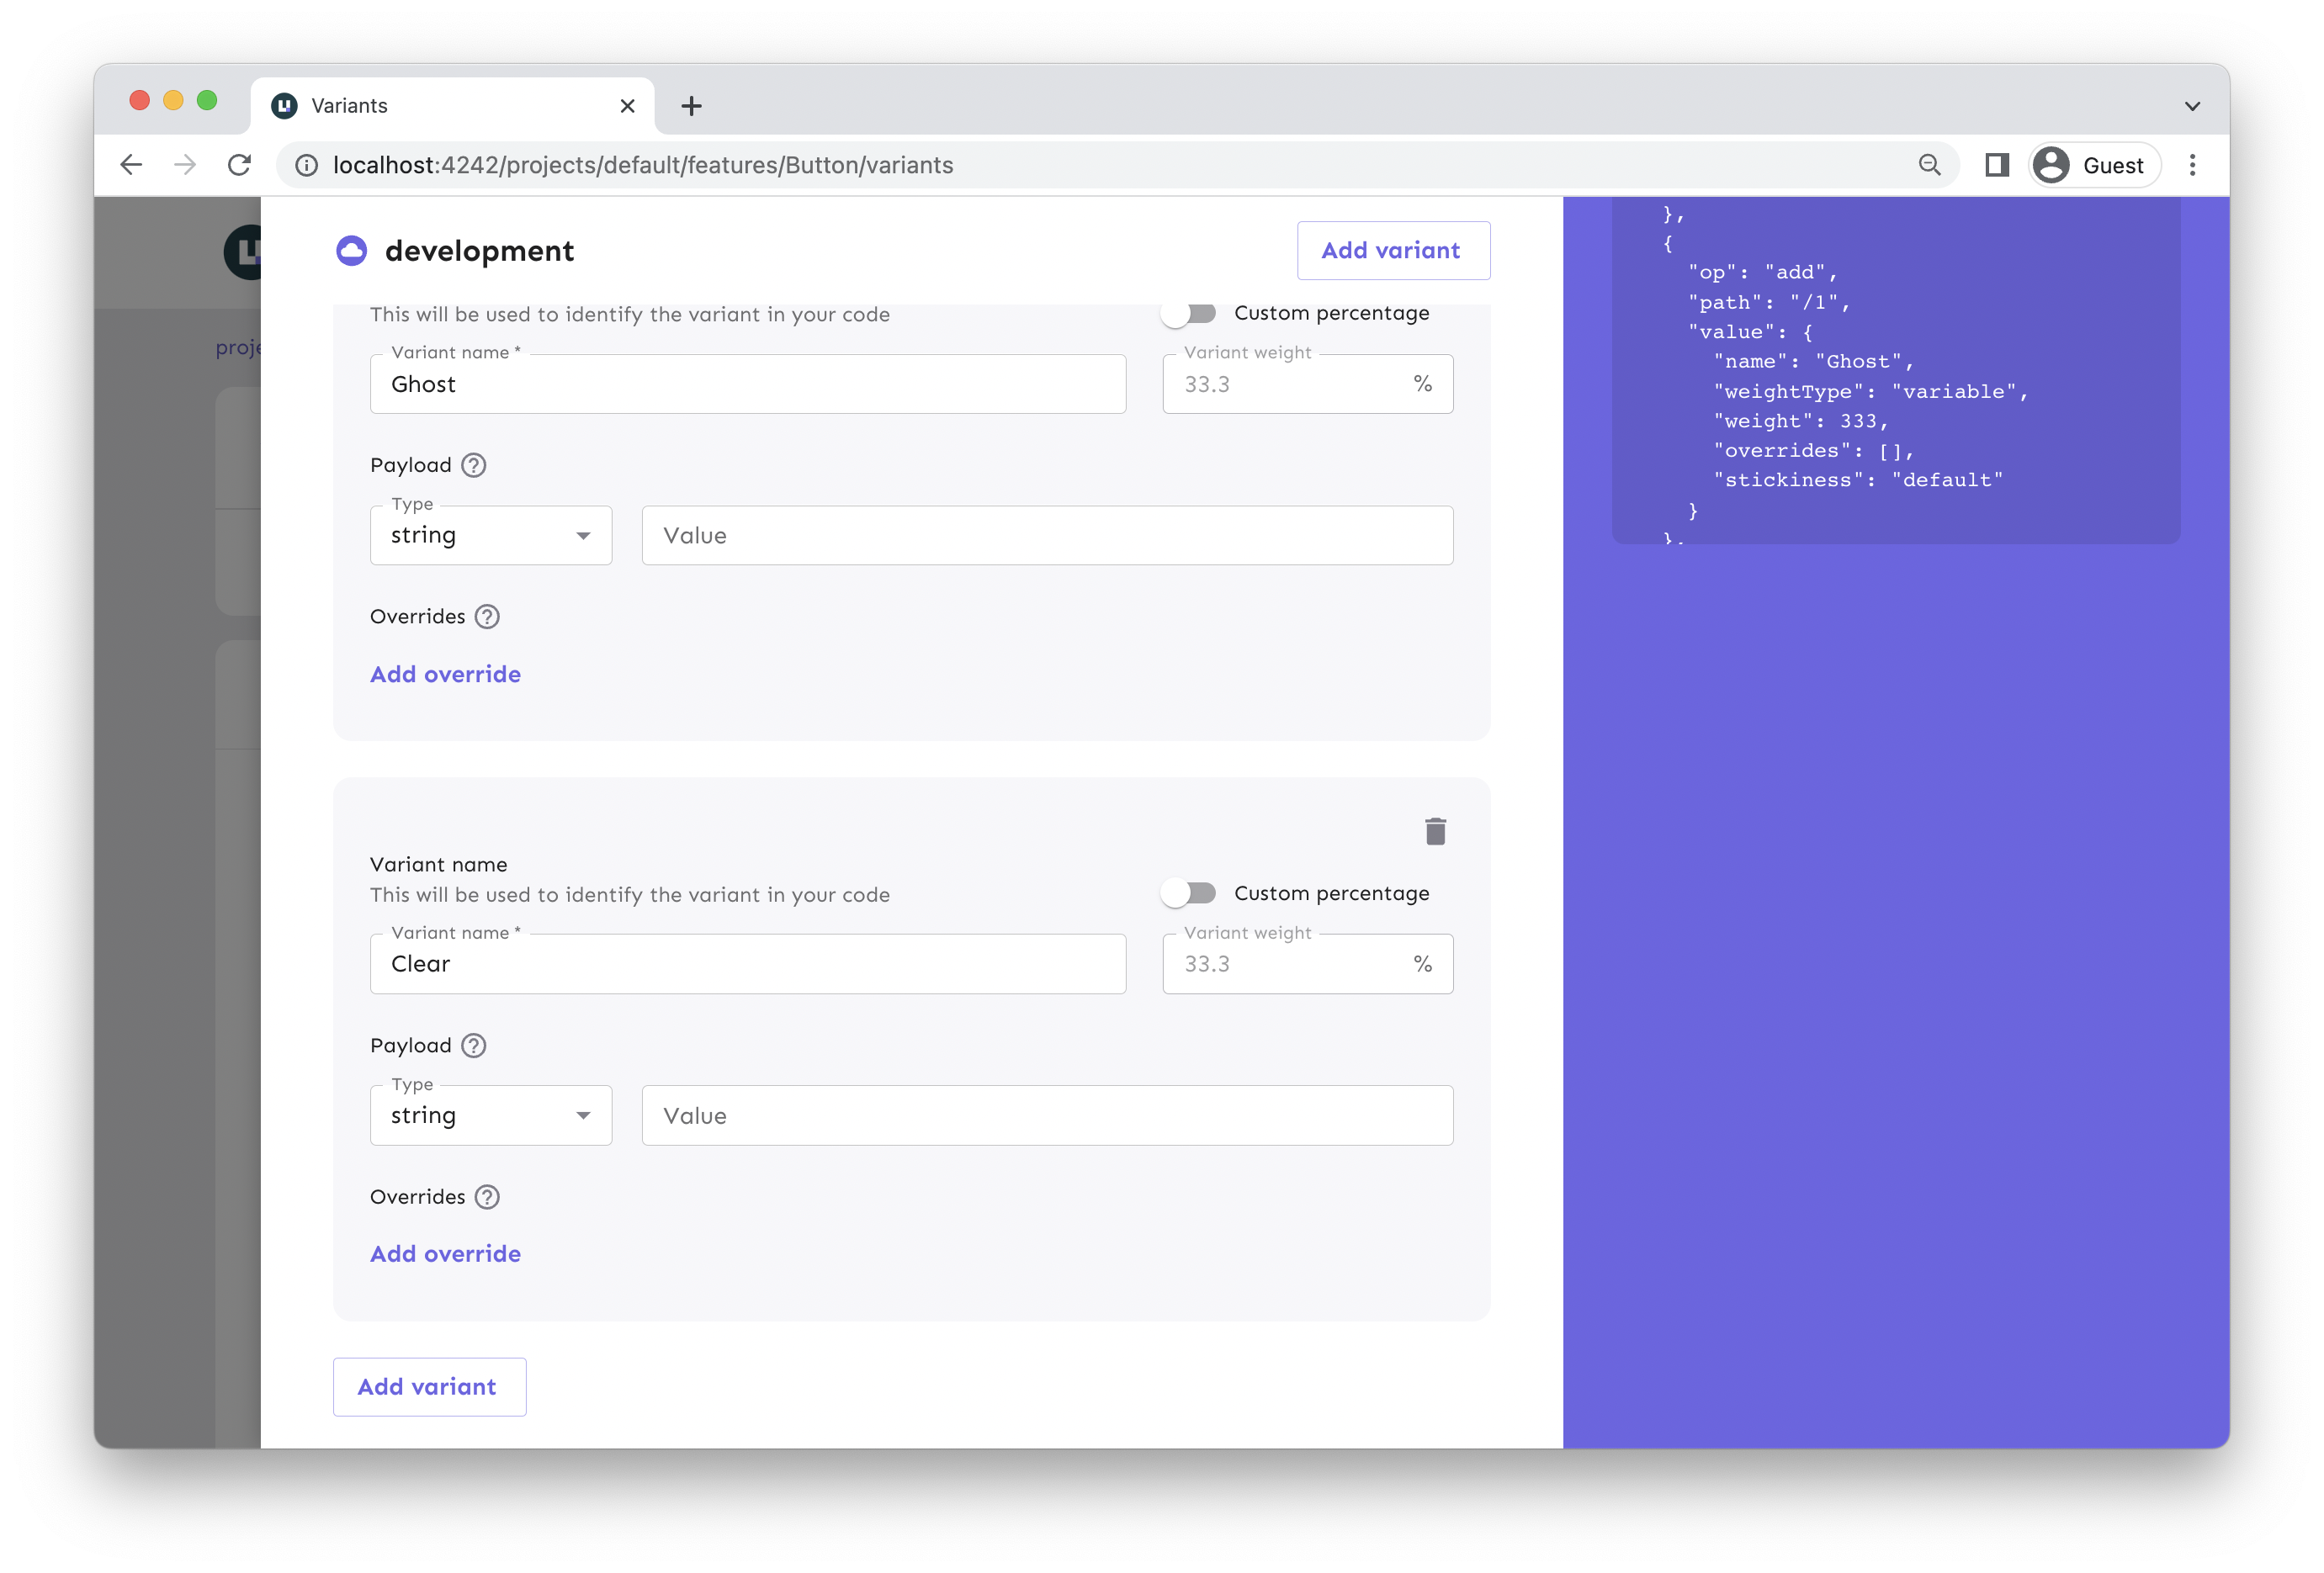 Variants
localhost:4242/projects/default/features/Button/variants
Guest
development
Add variant
This will be used to identify the variant in your code
Custom percentage
Variant name *
Variant weight
Ghost
33.3
%
Payload
Type
string
Value
Overrides
Add override
Variant name
This will be used to identify the variant in your code
Custom percentage
Variant name *
Variant weight
Clear
33.3
%
Payload
Type
string
Value
Overrides
Add override
Add variant
},
{
"op": "add",
"path": "/1",
"value": {
"name": "Ghost",
"weightType": "variable",
"weight": 333,
"overrides": [],
"stickiness": "default"
}
},